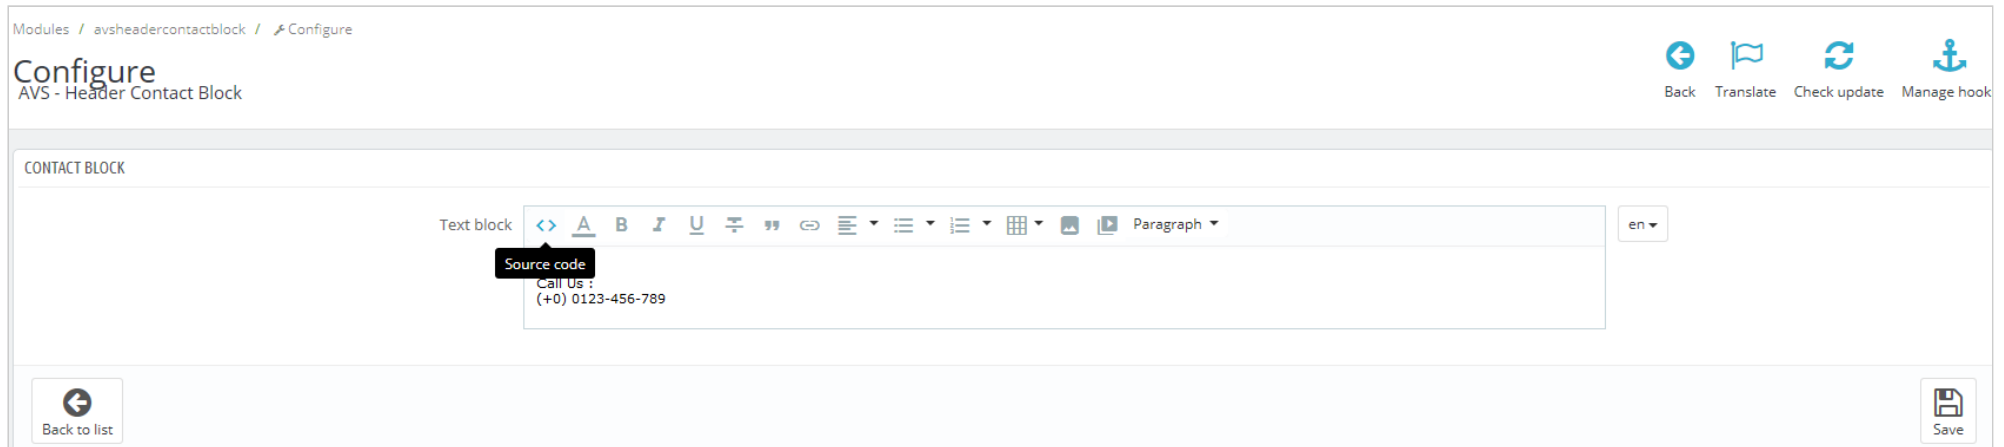 Modules / avsheadercontactblock / Configure
Configure
AVS - Header Contact Block
Back Translate Check update Manage hook
CONTACT BLOCK
Text block <> A B I U T ” Paragraph en
Source code
Call Us :
(+0) 0123-456-789
Back to list Save